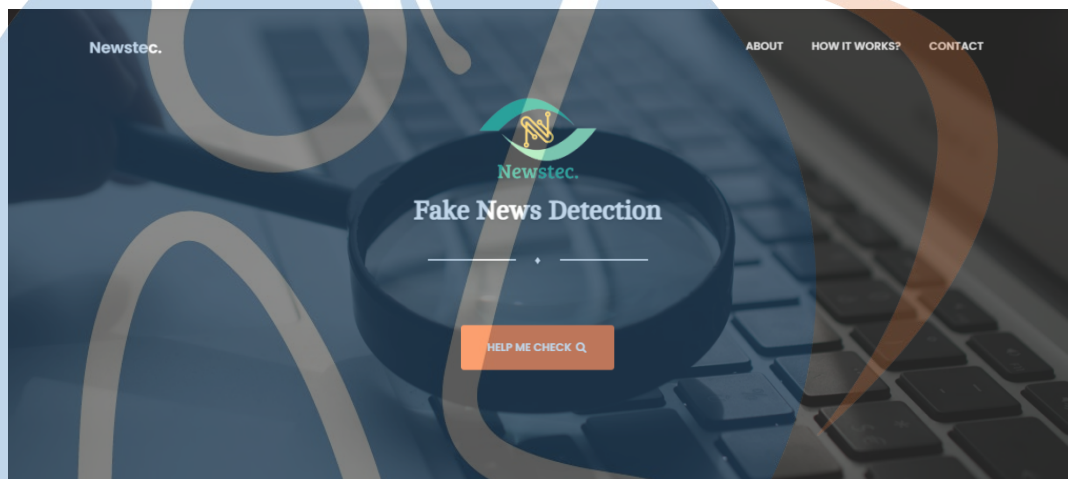 Newstec.
ABOUT HOW IT WORKS? CONTACT
Newstec.
Fake News Detection
HELP ME CHECK